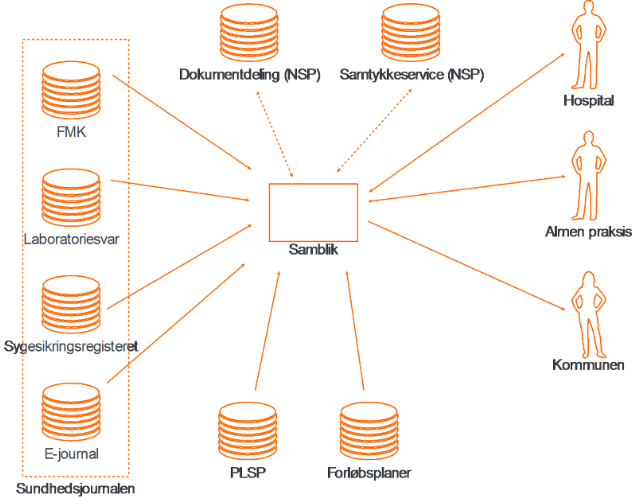 Dokumentdeling (NSP)
Samtykkeservice (NSP)
Hospital
FMK
Laboratoriesvar
Almen praksis
Samblik
Sygesikringsregisteret
Kommunen
E-journal
PLSP
Forløbsplaner
Sundhedsjournalen